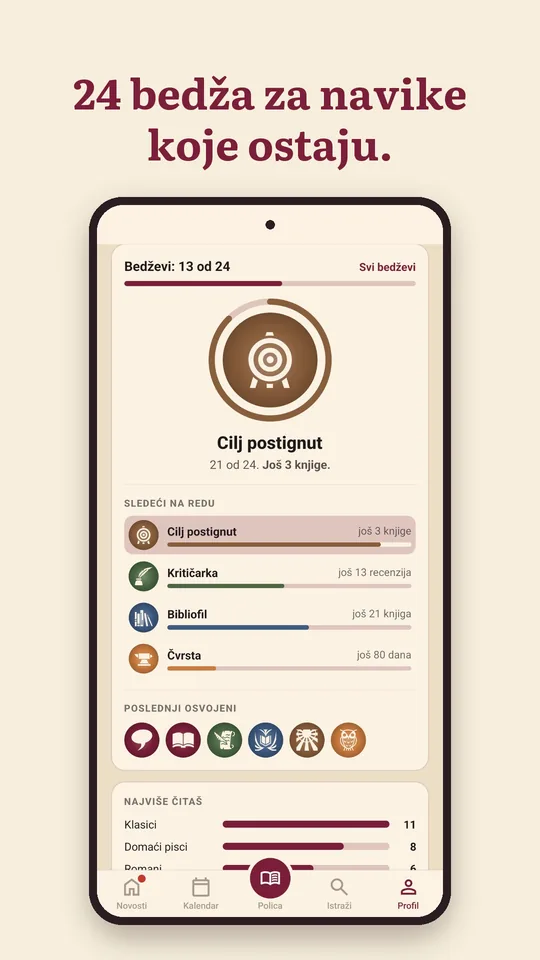 24 bedža za navike
koje ostaju.
Bedževi: 13 od 24
Svi bedževi
Cilj postignut
21 od 24. Još 3 knjige.
SLEDEĆI NA REDU
Cilj postignut
još 3 knjige
Kritičarka
još 13 recenzija
Bibliofil
još 21 knjiga
Čvrsta
još 80 dana
POSLEDNJI OSVOJENI
NAJVIŠE ČITAŠ
Klasici
11
Domaći pisci
8
Romani
6
Novosti
Kalendar
Polica
Istraži
Profil